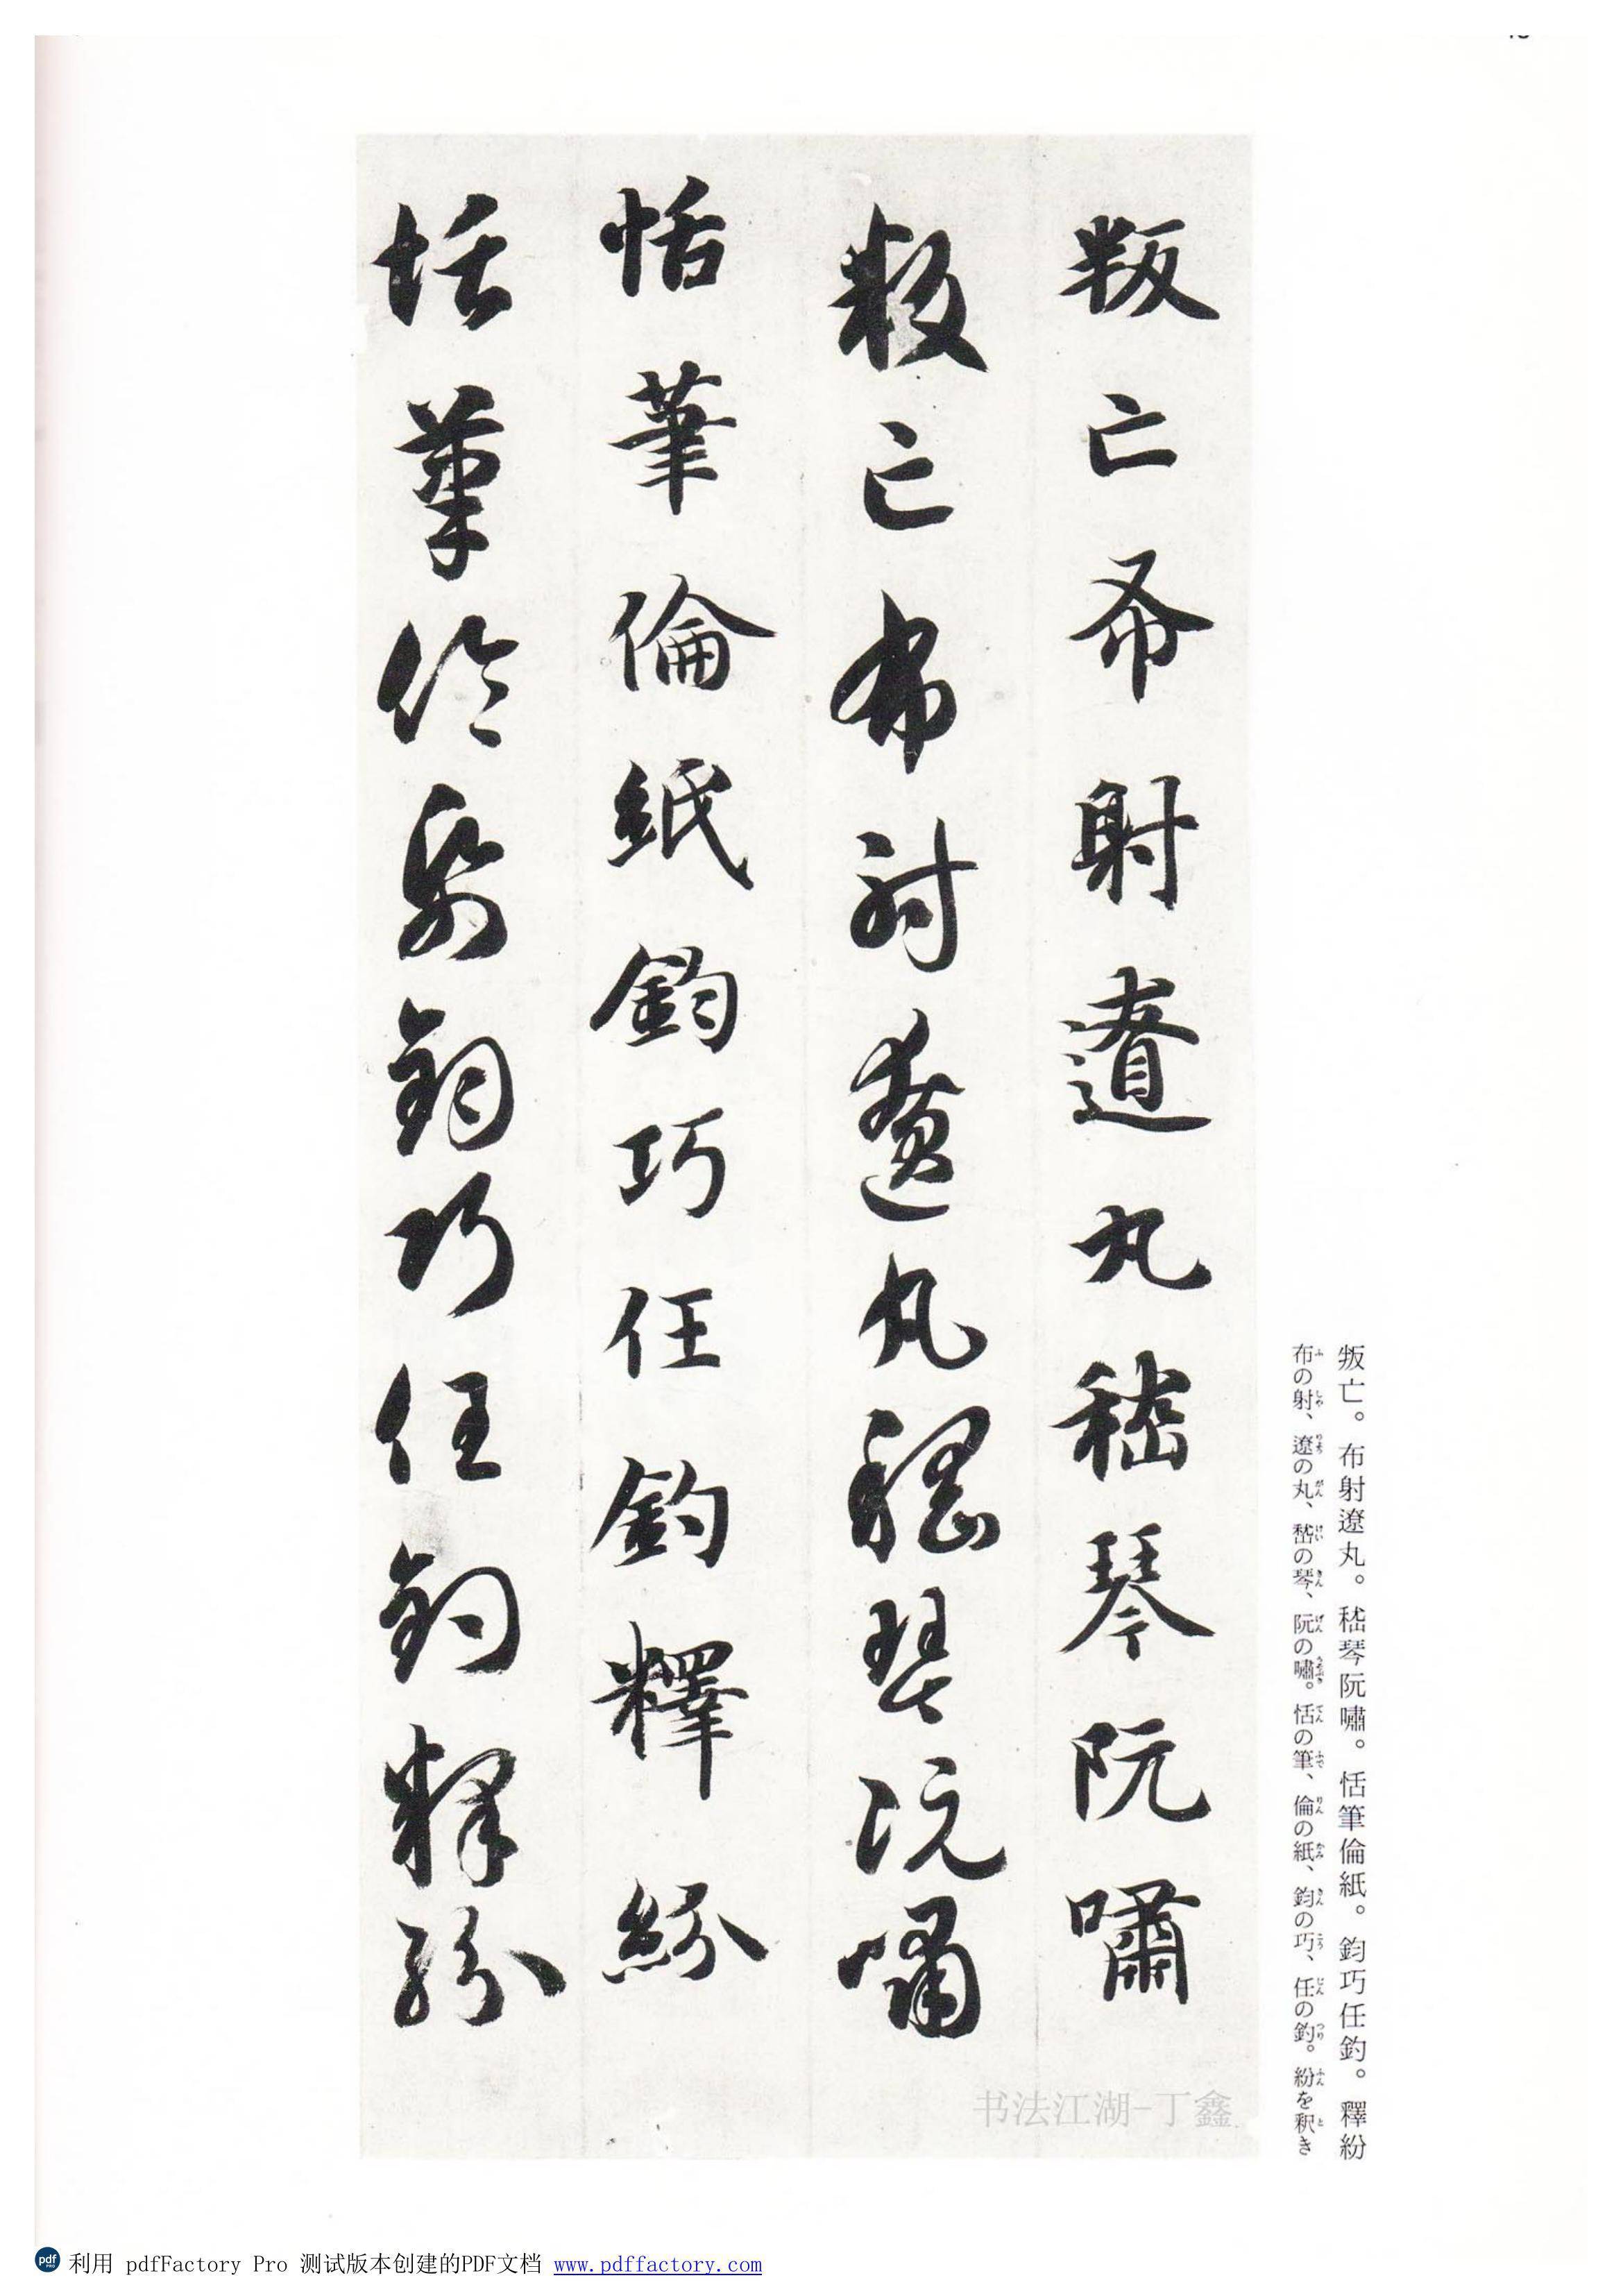 叛亡。布射遼丸。嵇琴阮嘯。恬筆倫紙。鈞巧任釣。釋紛
布の射、遼の丸、嵇の琴、阮の嘯。恬の筆、倫の紙、鈞の巧、任の釣。紛を釈き
叛亡布射遼丸嵇琴阮嘯
叛亡布射遼丸嵇琴阮嘯
恬筆倫紙鈞巧任釣釋紛
恬筆倫紙鈞巧任釣釋紛
书法江湖-丁鑫
利用 pdfFactory Pro 测试版本创建的PDF文档 www.pdffactory.com